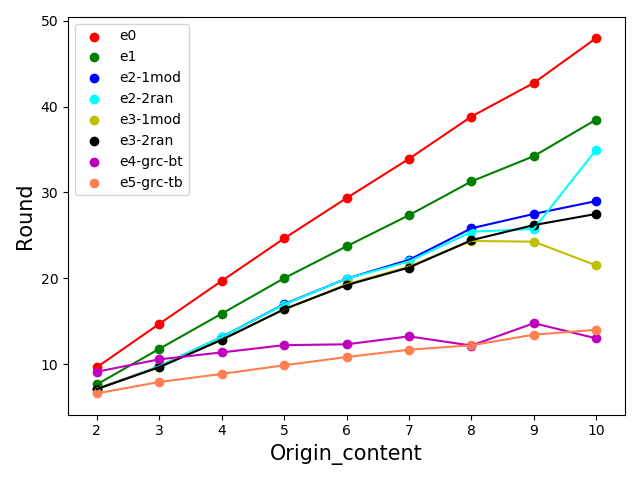 e0
e1
e2-1mod
e2-2ran
e3-1mod
e3-2ran
e4-grc-bt
e5-grc-tb
50
40
30
20
10
Round
2 3 4 5 6 7 8 9 10
Origin_content